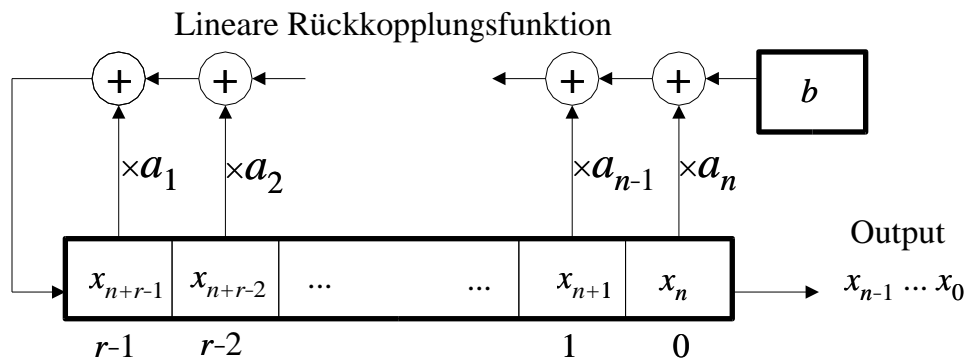 Lineare Rückkopplungsfunktion
+ + + + b
×a₁ ×a₂ ×aₙ₋₁ ×aₙ
Output
xₙ₊ᵣ₋₁ xₙ₊ᵣ₋₂ ... ... xₙ₊₁ xₙ xₙ₋₁ ... x₀
r-1 r-2 1 0